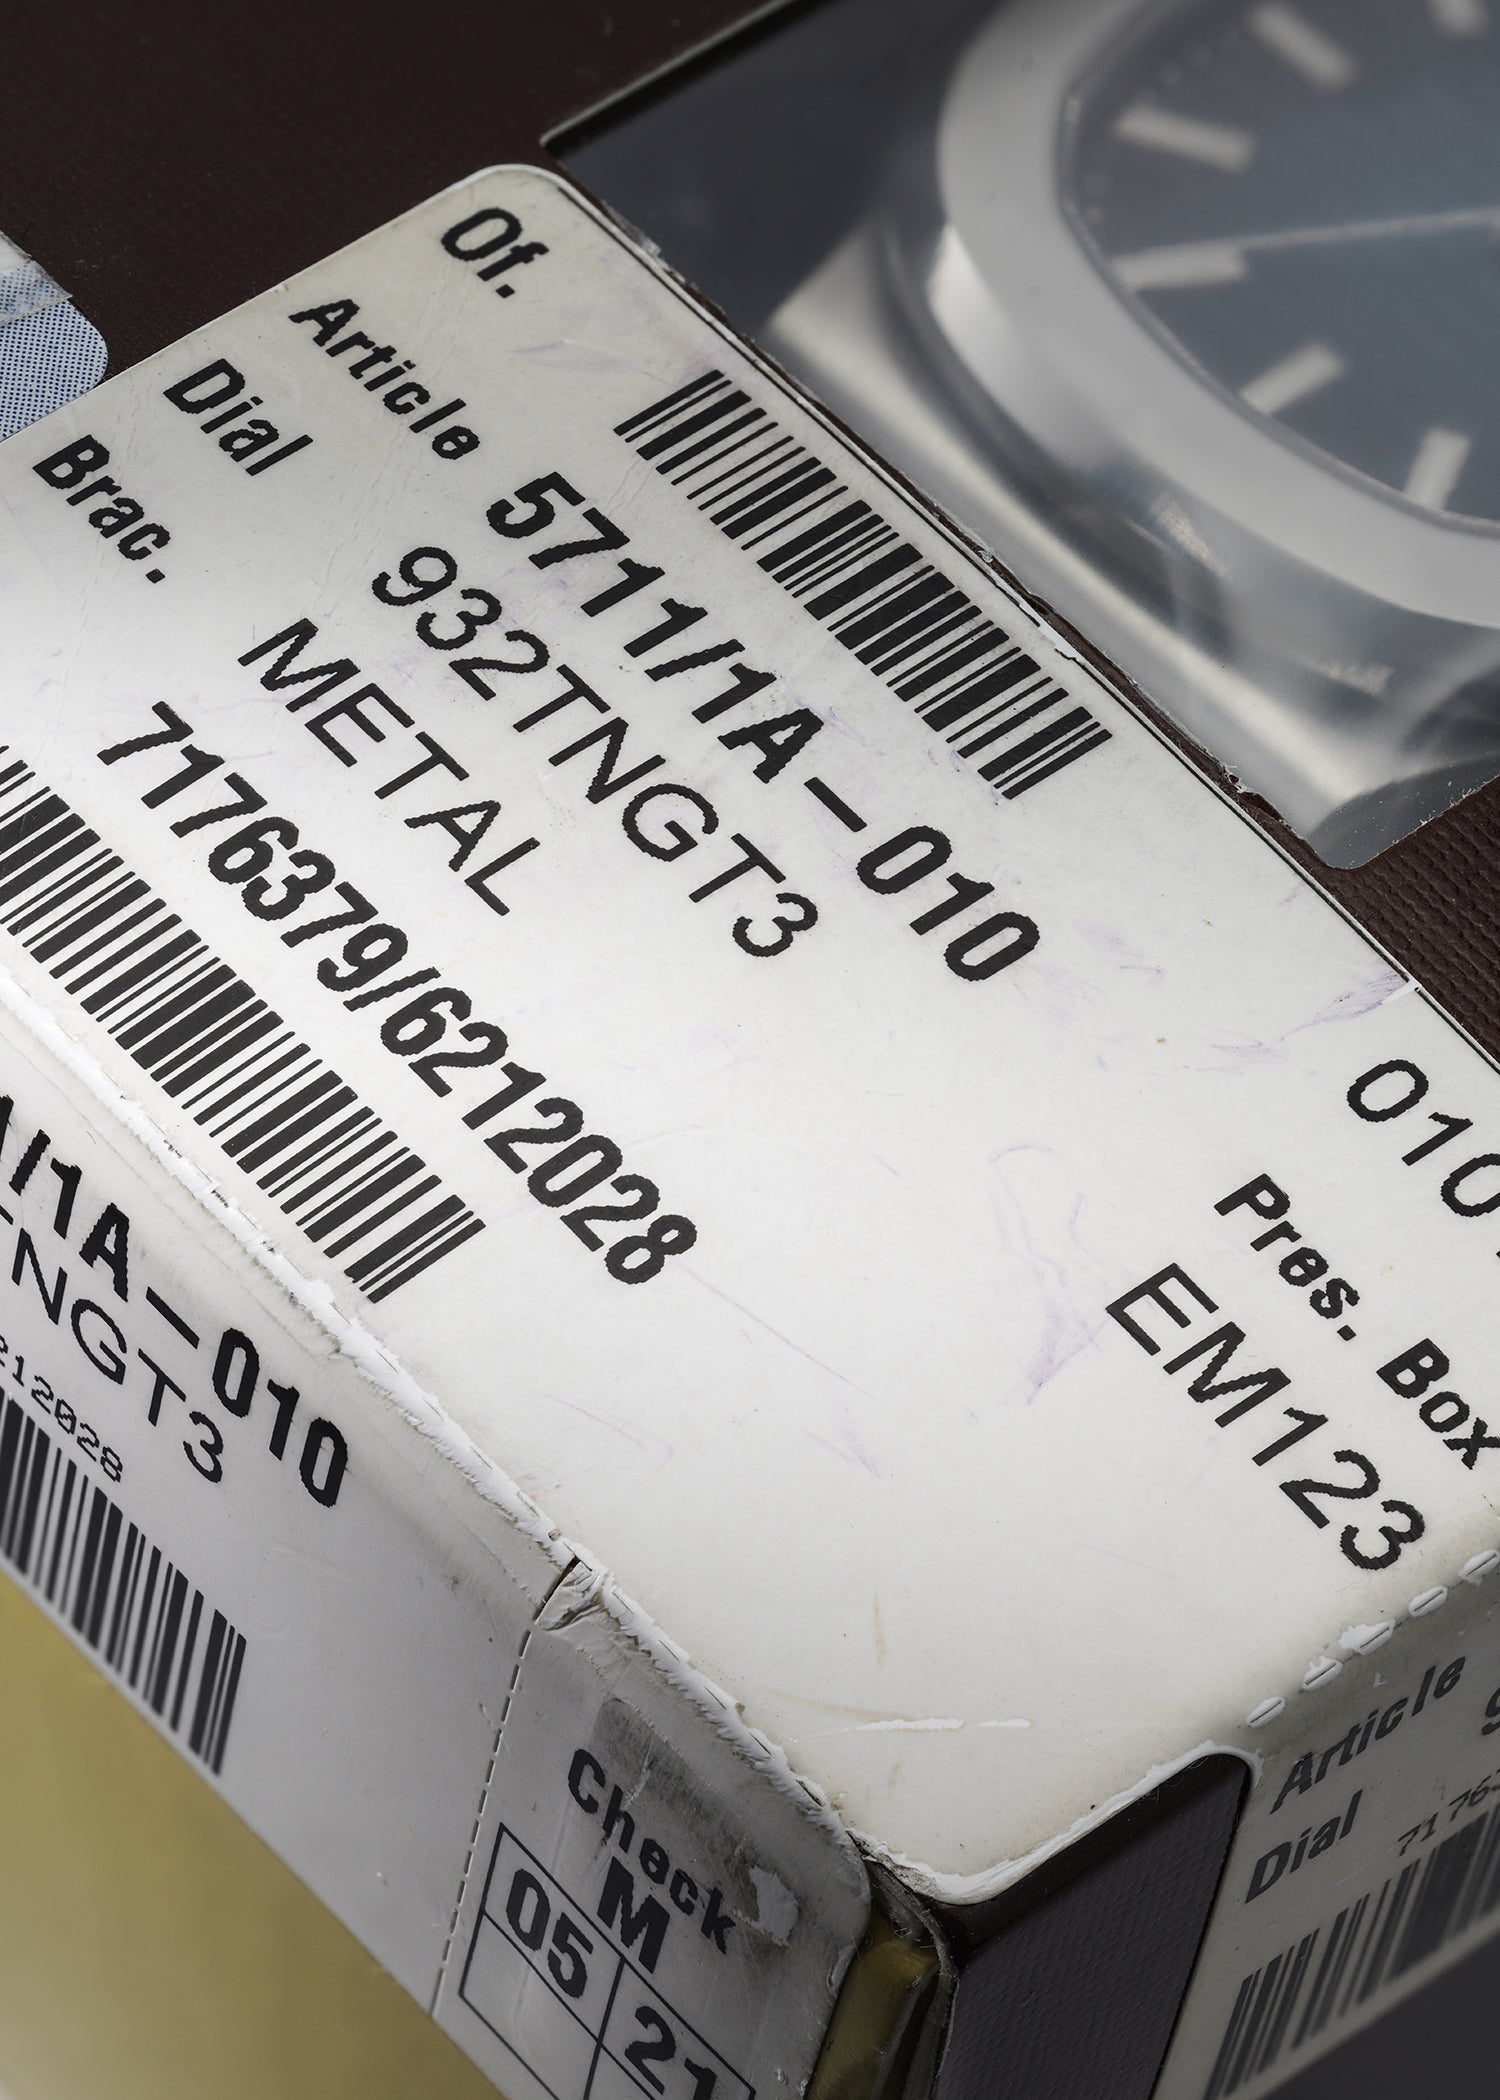 Of.
Article 5711/1A-010
Dial 932TNGT3
Brac. METAL
7176379/6212028
010
Pres. Box
EM123
1/1A-010
TNGT3
212028
Check
M
05 21
Article
Dial